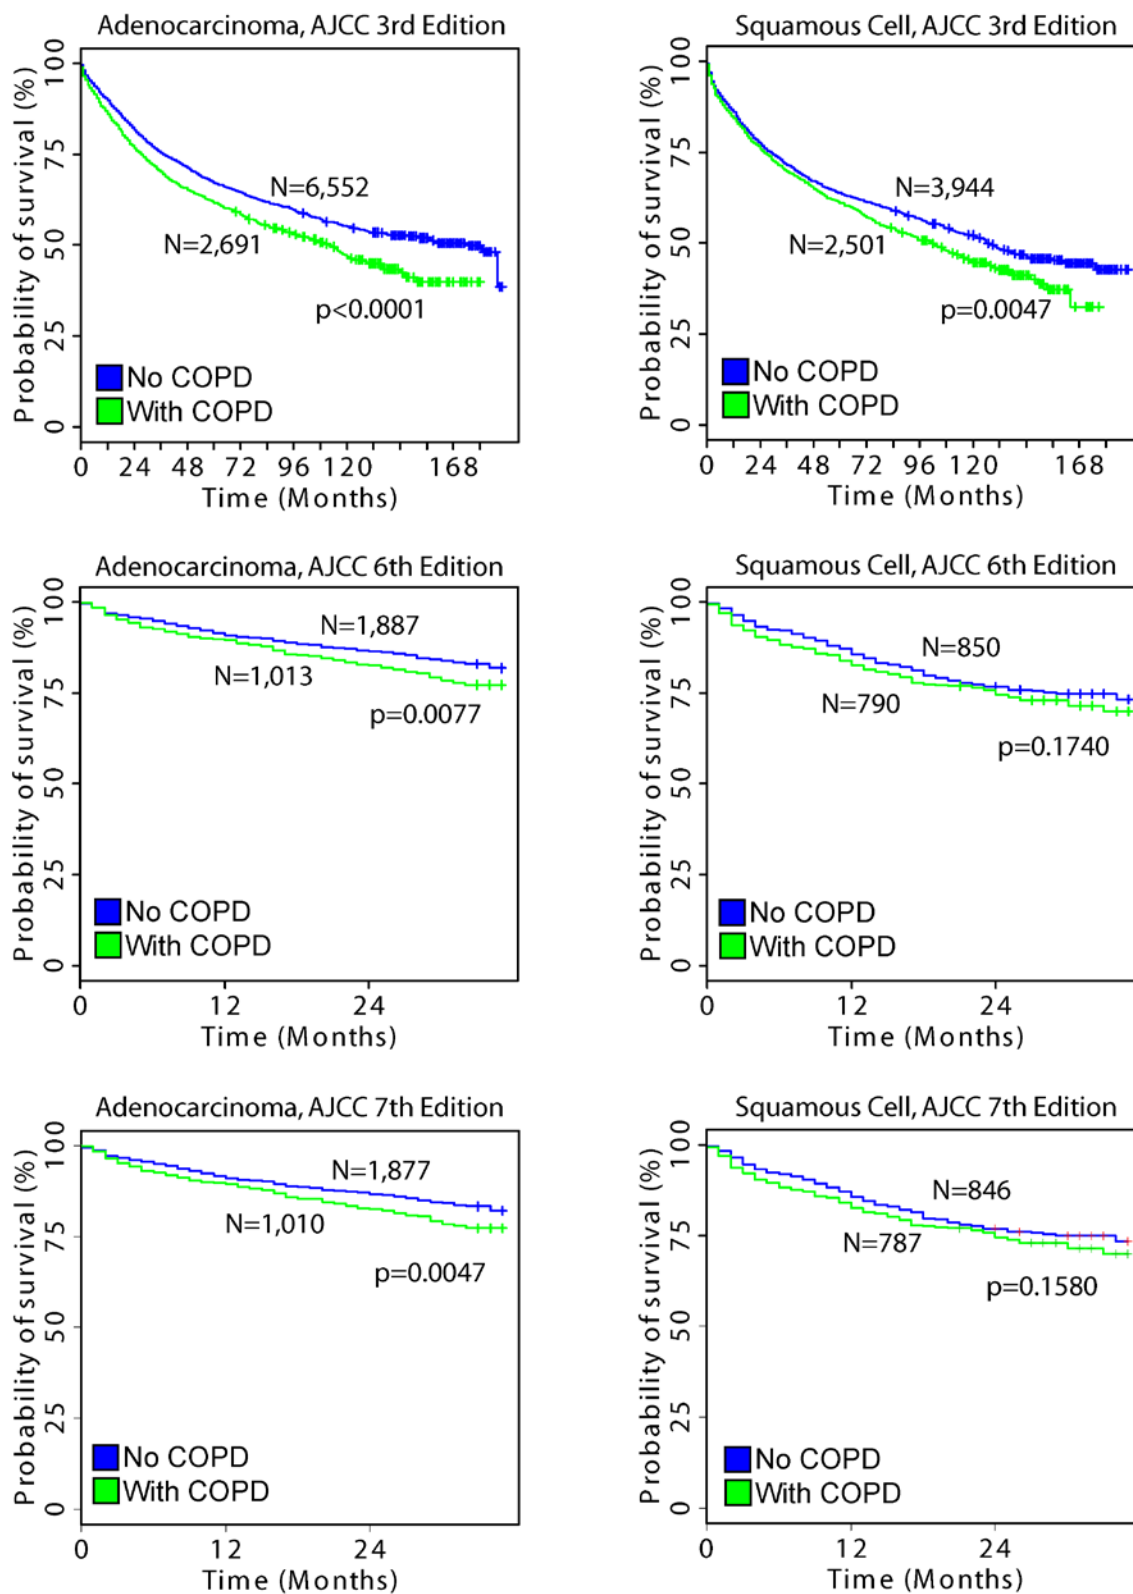 Adenocarcinoma, AJCC 3rd Edition
Probability of survival (%)
100
75
50
25
0
N=6,552
N=2,691
p<0.0001
No COPD
With COPD
0 24 48 72 96 120 168
Time (Months)
Squamous Cell, AJCC 3rd Edition
Probability of survival (%)
100
75
50
25
0
N=3,944
N=2,501
p=0.0047
No COPD
With COPD
0 24 48 72 96 120 168
Time (Months)
Adenocarcinoma, AJCC 6th Edition
Probability of survival (%)
100
75
50
25
0
N=1,887
N=1,013
p=0.0077
No COPD
With COPD
0 12 24
Time (Months)
Squamous Cell, AJCC 6th Edition
Probability of survival (%)
100
75
50
25
0
N=850
N=790
p=0.1740
No COPD
With COPD
0 12 24
Time (Months)
Adenocarcinoma, AJCC 7th Edition
Probability of survival (%)
100
75
50
25
0
N=1,877
N=1,010
p=0.0047
No COPD
With COPD
0 12 24
Time (Months)
Squamous Cell, AJCC 7th Edition
Probability of survival (%)
100
75
50
25
0
N=846
N=787
p=0.1580
No COPD
With COPD
0 12 24
Time (Months)